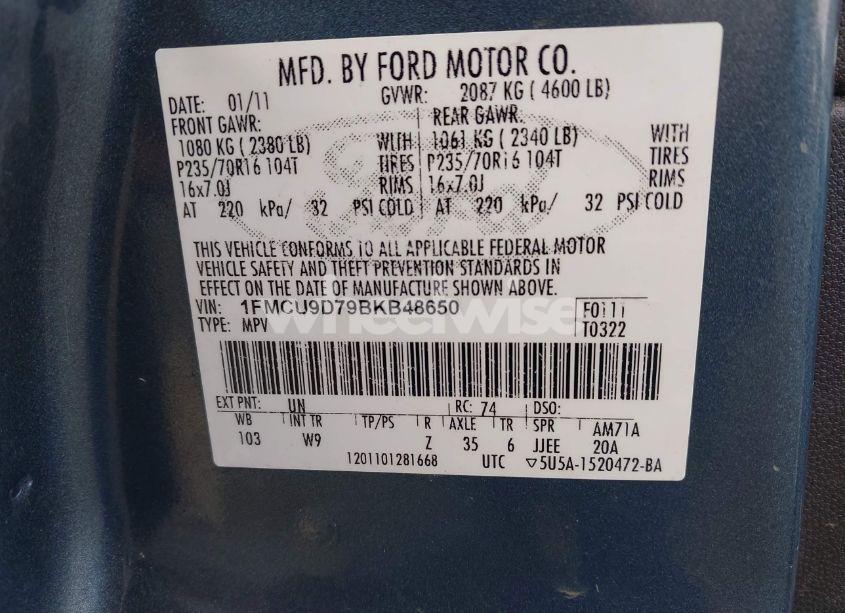 MFD. BY FORD MOTOR CO.
DATE: 01/11 GVWR: 2087 KG ( 4600 LB)
FRONT GAWR: REAR GAWR:
1080 KG ( 2380 LB) WITH 1061 KG ( 2340 LB) WITH
P235/70R16 104T TIRES P235/70R16 104T TIRES
16x7.0J RIMS 16x7.0J RIMS
AT 220 kPa/ 32 PSI COLD AT 220 kPa/ 32 PSI COLD
THIS VEHICLE CONFORMS TO ALL APPLICABLE FEDERAL MOTOR
VEHICLE SAFETY AND THEFT PREVENTION STANDARDS IN
EFFECT ON THE DATE OF MANUFACTURE SHOWN ABOVE.
VIN: 1FMCU9D79BKB48650 F0111
TYPE: MPV T0322
wheelwise
EXT PNT: UN RC: 74 DSO:
WB INT TR TP/PS R AXLE TR SPR AM71A
103 W9 Z 35 6 JJEE 20A
1201101281668 UTC ▽5U5A-1520472-BA